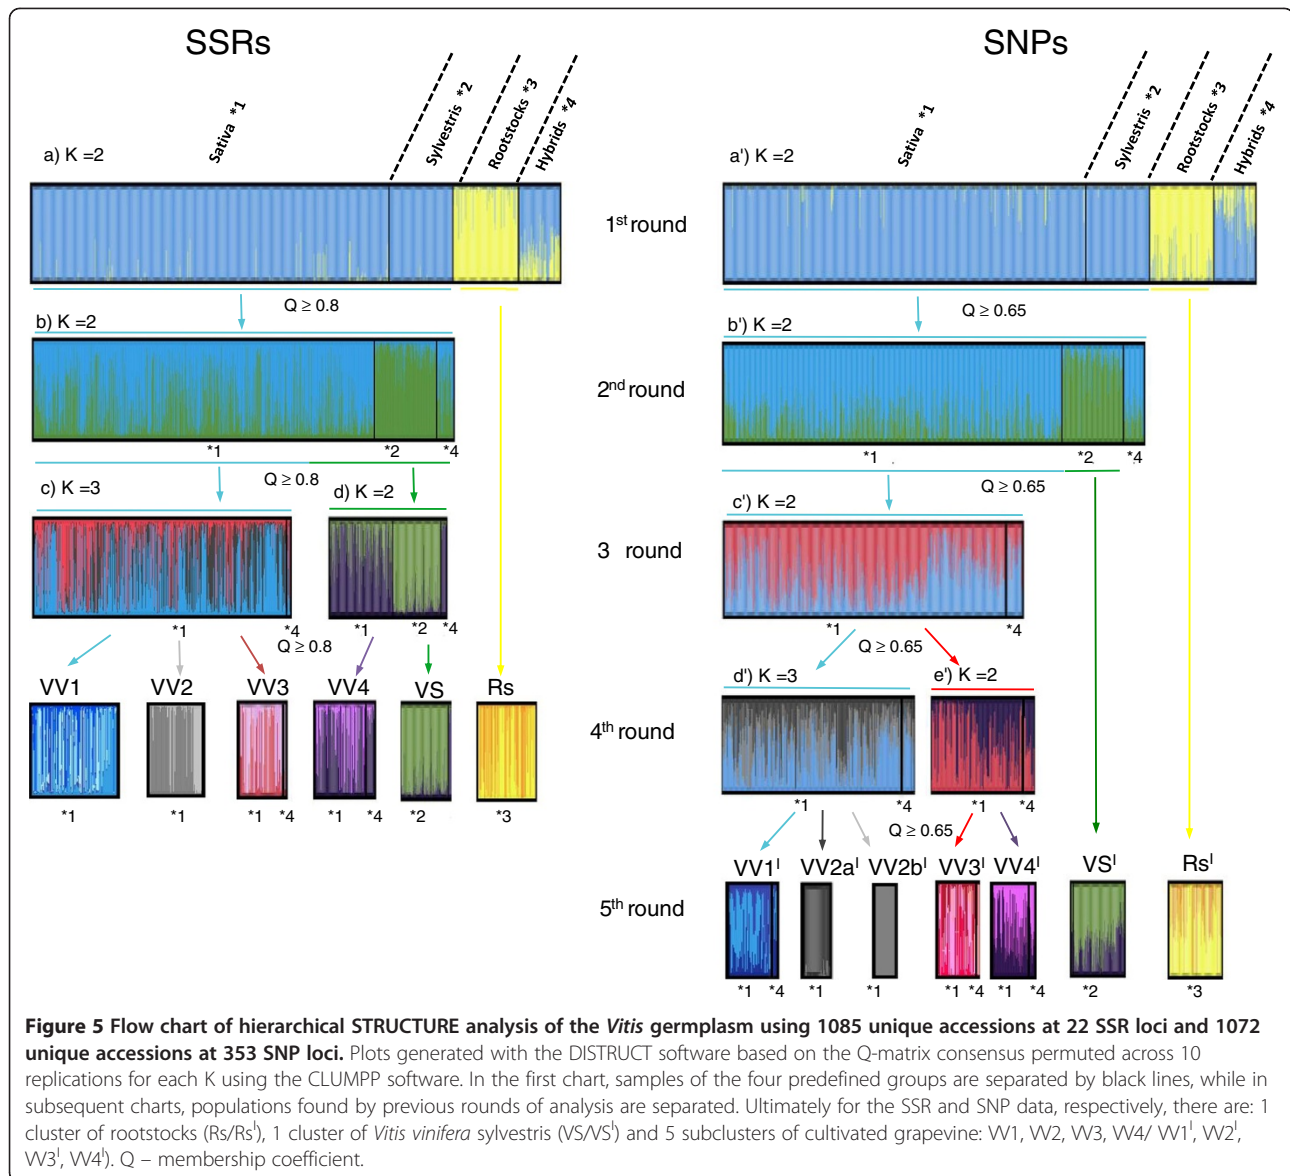 SSRs
SNPs
Sativa *1
Sylvestris *2
Rootstocks *3
Hybrids *4
Sativa *1
Sylvestris *2
Rootstocks *3
Hybrids *4
a) K =2
a') K =2
1st round
Q ≥ 0.8
Q ≥ 0.65
b) K =2
b') K =2
2nd round
*1 *2 *4
*1 *2 *4
Q ≥ 0.8
Q ≥ 0.65
c) K =3
d) K =2
c') K =2
3 round
*1 *4
*1 *2 *4
*1 *4
Q ≥ 0.8
Q ≥ 0.65
d') K =3
e') K =2
VV1 VV2 VV3 VV4 VS Rs
4th round
*1 *1 *1 *4 *1 *4 *2 *3
*1 *4 *1 *4
Q ≥ 0.65
VV1ᴵ VV2aᴵ VV2bᴵ VV3ᴵ VV4ᴵ VSᴵ Rsᴵ
5th round
*1 *4 *1 *1 *1 *4 *1 *4 *2 *3
Figure 5 Flow chart of hierarchical STRUCTURE analysis of the Vitis germplasm using 1085 unique accessions at 22 SSR loci and 1072
unique accessions at 353 SNP loci. Plots generated with the DISTRUCT software based on the Q-matrix consensus permuted across 10
replications for each K using the CLUMPP software. In the first chart, samples of the four predefined groups are separated by black lines, while in
subsequent charts, populations found by previous rounds of analysis are separated. Ultimately for the SSR and SNP data, respectively, there are: 1
cluster of rootstocks (Rs/Rsᴵ), 1 cluster of Vitis vinifera sylvestris (VS/VSᴵ) and 5 subclusters of cultivated grapevine: VV1, VV2, VV3, VV4/ VV1ᴵ, VV2ᴵ,
VV3ᴵ, VV4ᴵ). Q – membership coefficient.